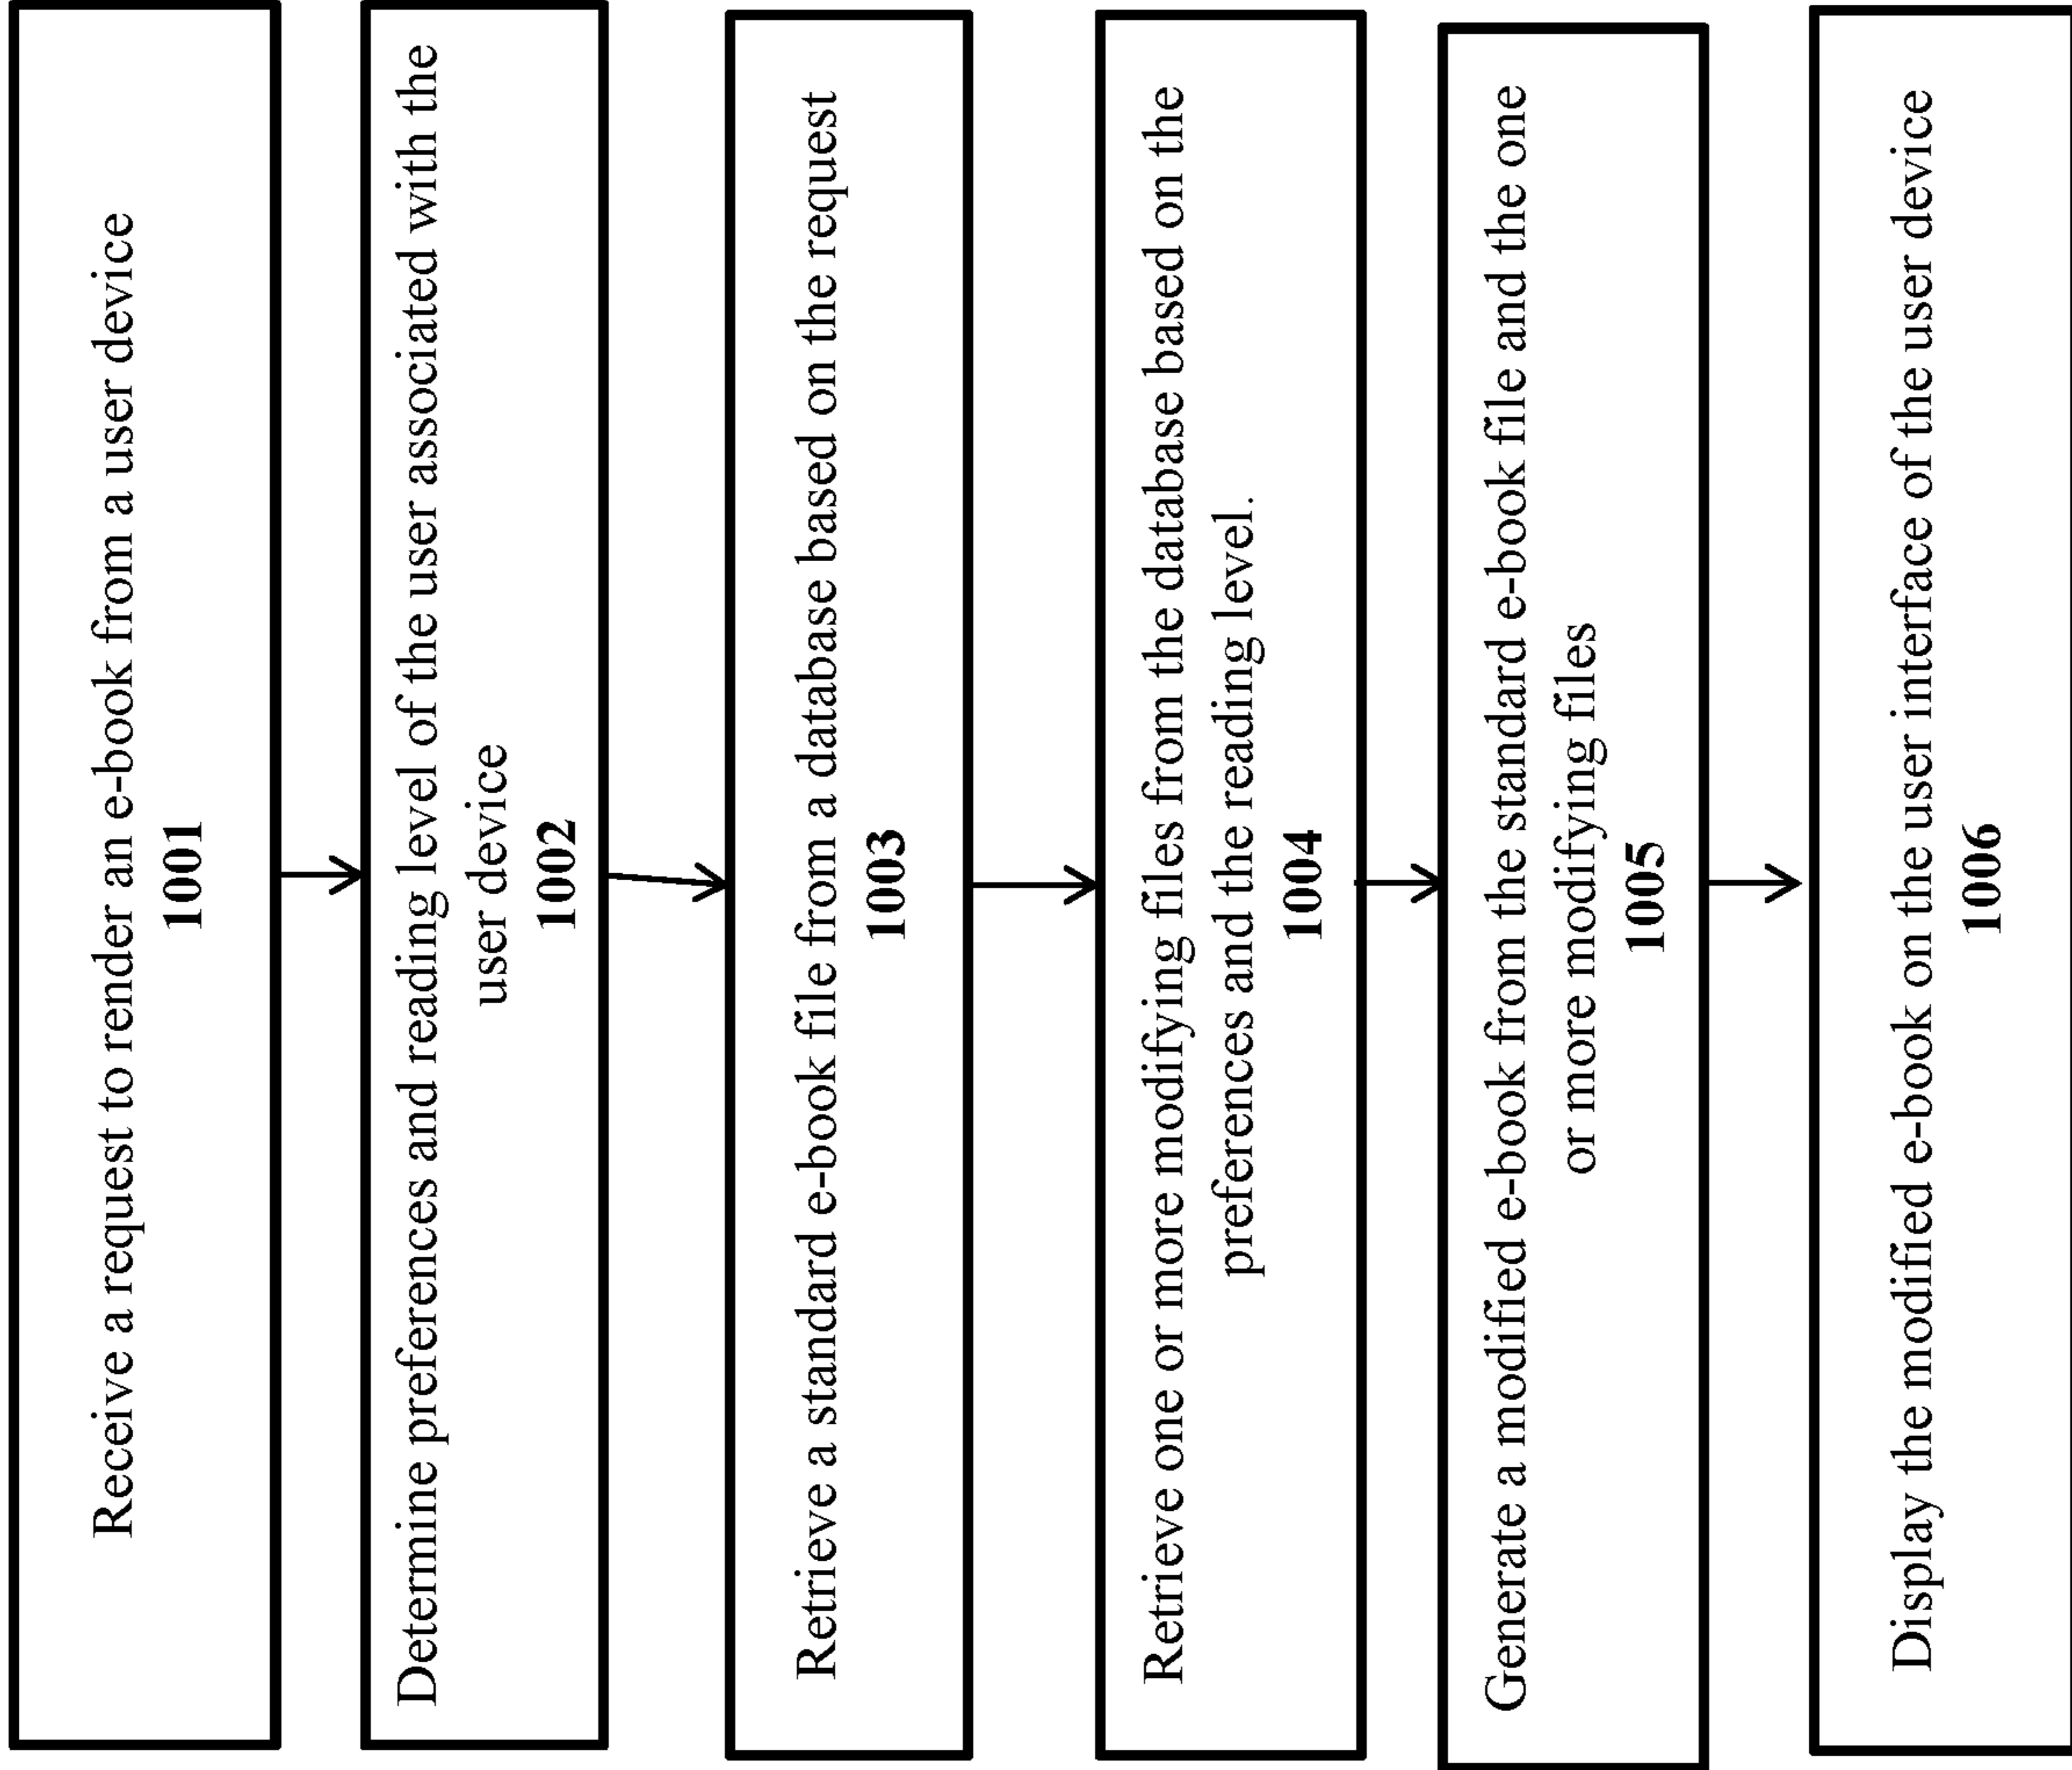 Receive a request to render an e-book from a user device
1001
Determine preferences and reading level of the user associated with the
user device
1002
Retrieve a standard e-book file from a database based on the request
1003
Retrieve one or more modifying files from the database based on the
preferences and the reading level.
1004
Generate a modified e-book from the standard e-book file and the one
or more modifying files
1005
Display the modified e-book on the user interface of the user device
1006